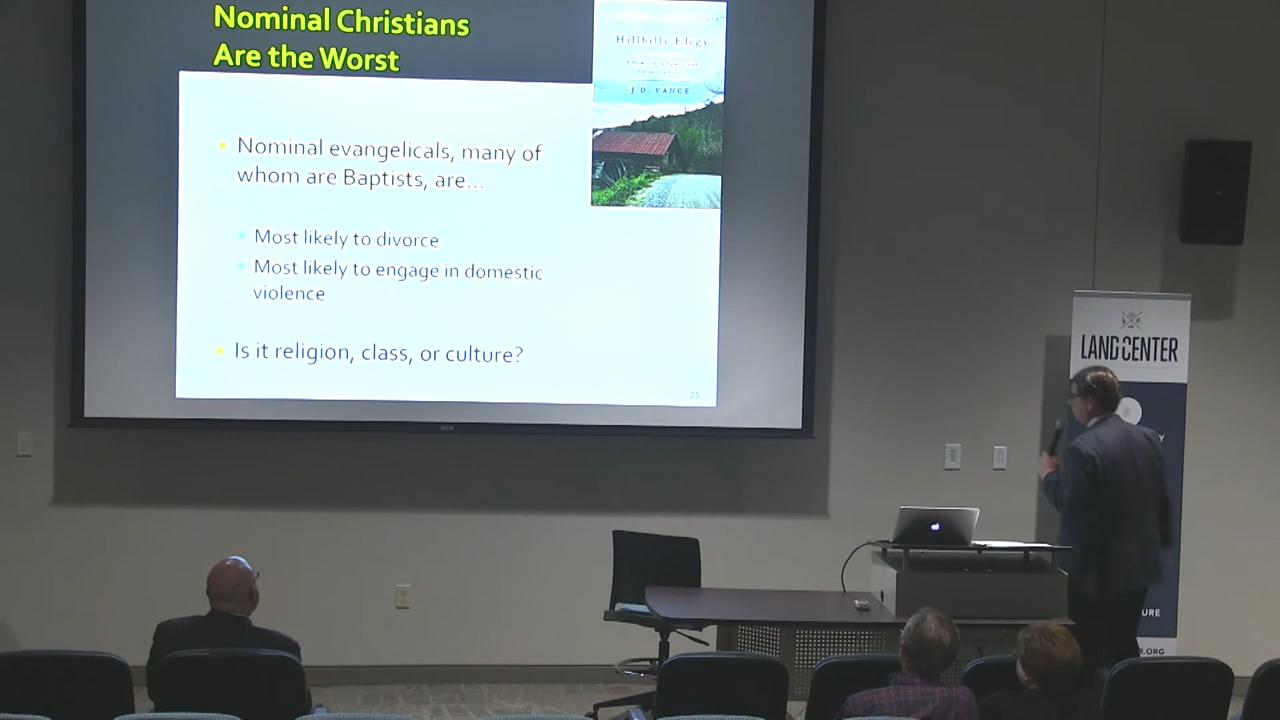 Nominal Christians
Are the Worst
Hillbilly Elegy
J.D. VANCE
Nominal evangelicals, many of
whom are Baptists, are...
Most likely to divorce
Most likely to engage in domestic
violence
Is it religion, class, or culture?
25
LAND CENTER